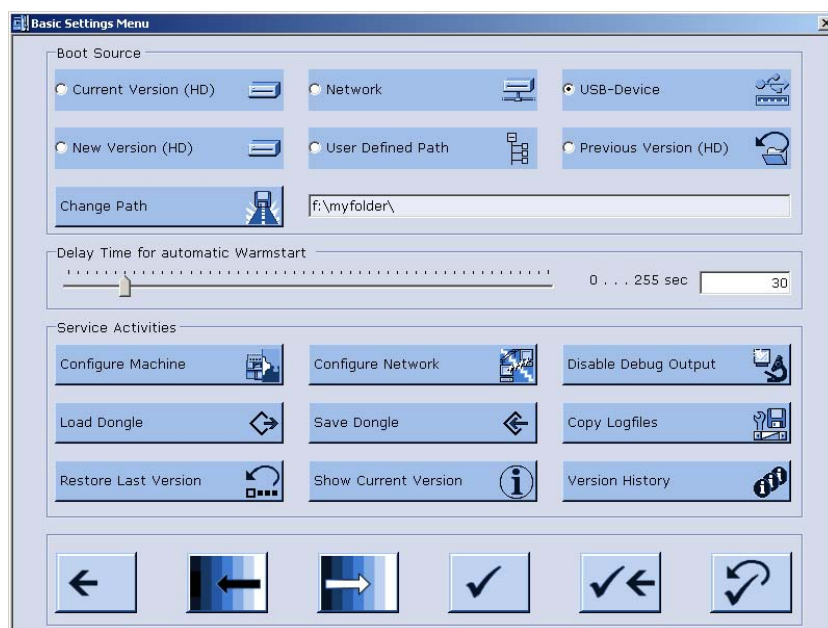 Basic Settings Menu
Boot Source
Current Version (HD)
Network
USB-Device
New Version (HD)
User Defined Path
Previous Version (HD)
Change Path
f:\myfolder\
Delay Time for automatic Warmstart
0 . . . 255 sec
30
Service Activities
Configure Machine
Configure Network
Disable Debug Output
Load Dongle
Save Dongle
Copy Logfiles
Restore Last Version
Show Current Version
Version History